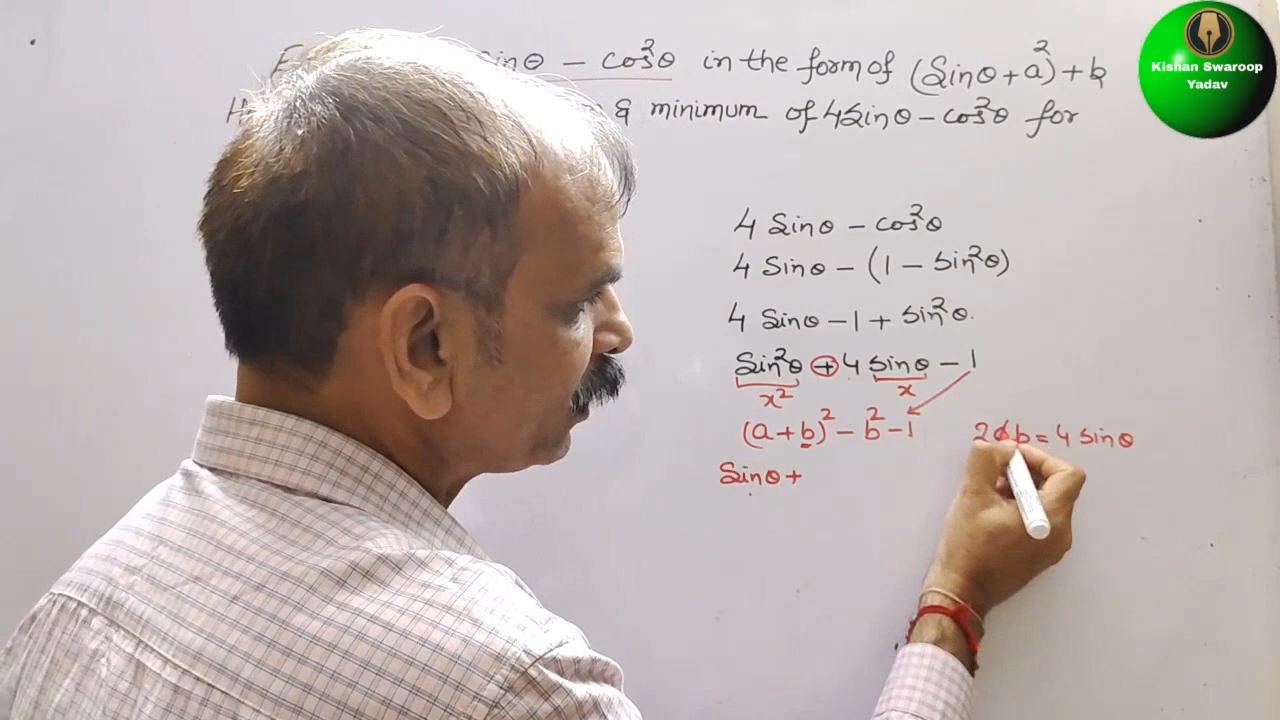 sinθ − cos²θ in the form of (Sinθ + a²) + b
& minimum of 4Sinθ − cos²θ for
Kishan Swaroop
Yadav
4 Sinθ − cos²θ
4 Sinθ − (1 − sin²θ)
4 Sinθ − 1 + sin²θ.
Sin²θ + 4 sinθ − 1
x² x
(a + b)² − b² − 1 2ab = 4 sinθ
Sinθ +